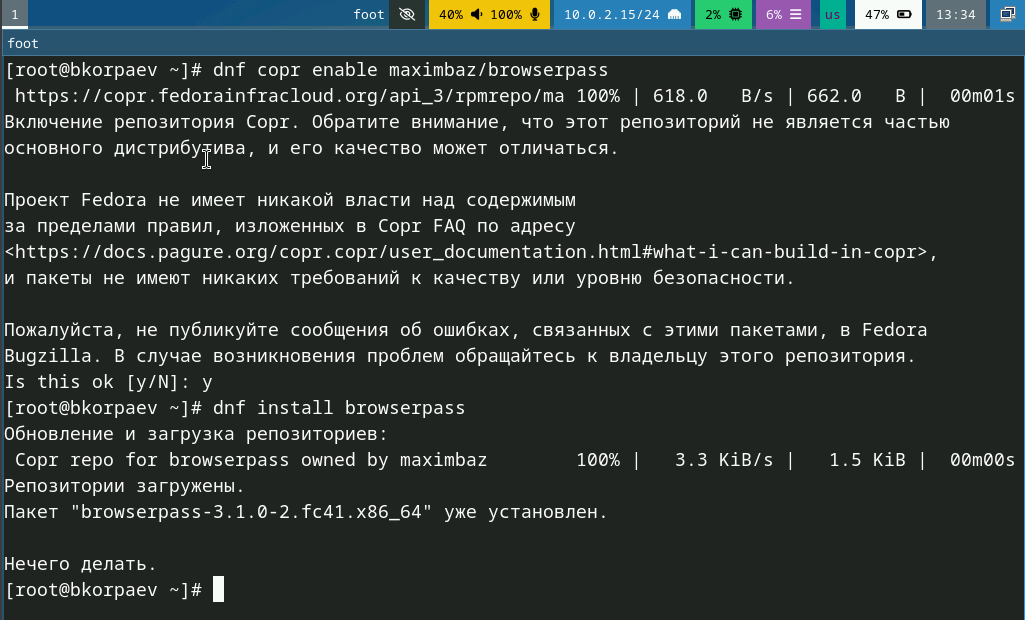 1 foot 40% 100% 10.0.2.15/24 2% 6% us 47% 13:34
foot
[root@bkorpaev ~]# dnf copr enable maximbaz/browserpass
https://copr.fedorainfracloud.org/api_3/rpmrepo/ma 100% | 618.0 B/s | 662.0 B | 00m01s
Включение репозитория Copr. Обратите внимание, что этот репозиторий не является частью
основного дистрибутива, и его качество может отличаться.
Проект Fedora не имеет никакой власти над содержимым
за пределами правил, изложенных в Copr FAQ по адресу
<https://docs.pagure.org/copr.copr/user_documentation.html#what-i-can-build-in-copr>,
и пакеты не имеют никаких требований к качеству или уровню безопасности.
Пожалуйста, не публикуйте сообщения об ошибках, связанных с этими пакетами, в Fedora
Bugzilla. В случае возникновения проблем обращайтесь к владельцу этого репозитория.
Is this ok [y/N]: y
[root@bkorpaev ~]# dnf install browserpass
Обновление и загрузка репозиториев:
Copr repo for browserpass owned by maximbaz 100% | 3.3 KiB/s | 1.5 KiB | 00m00s
Репозитории загружены.
Пакет "browserpass-3.1.0-2.fc41.x86_64" уже установлен.
Нечего делать.
[root@bkorpaev ~]#